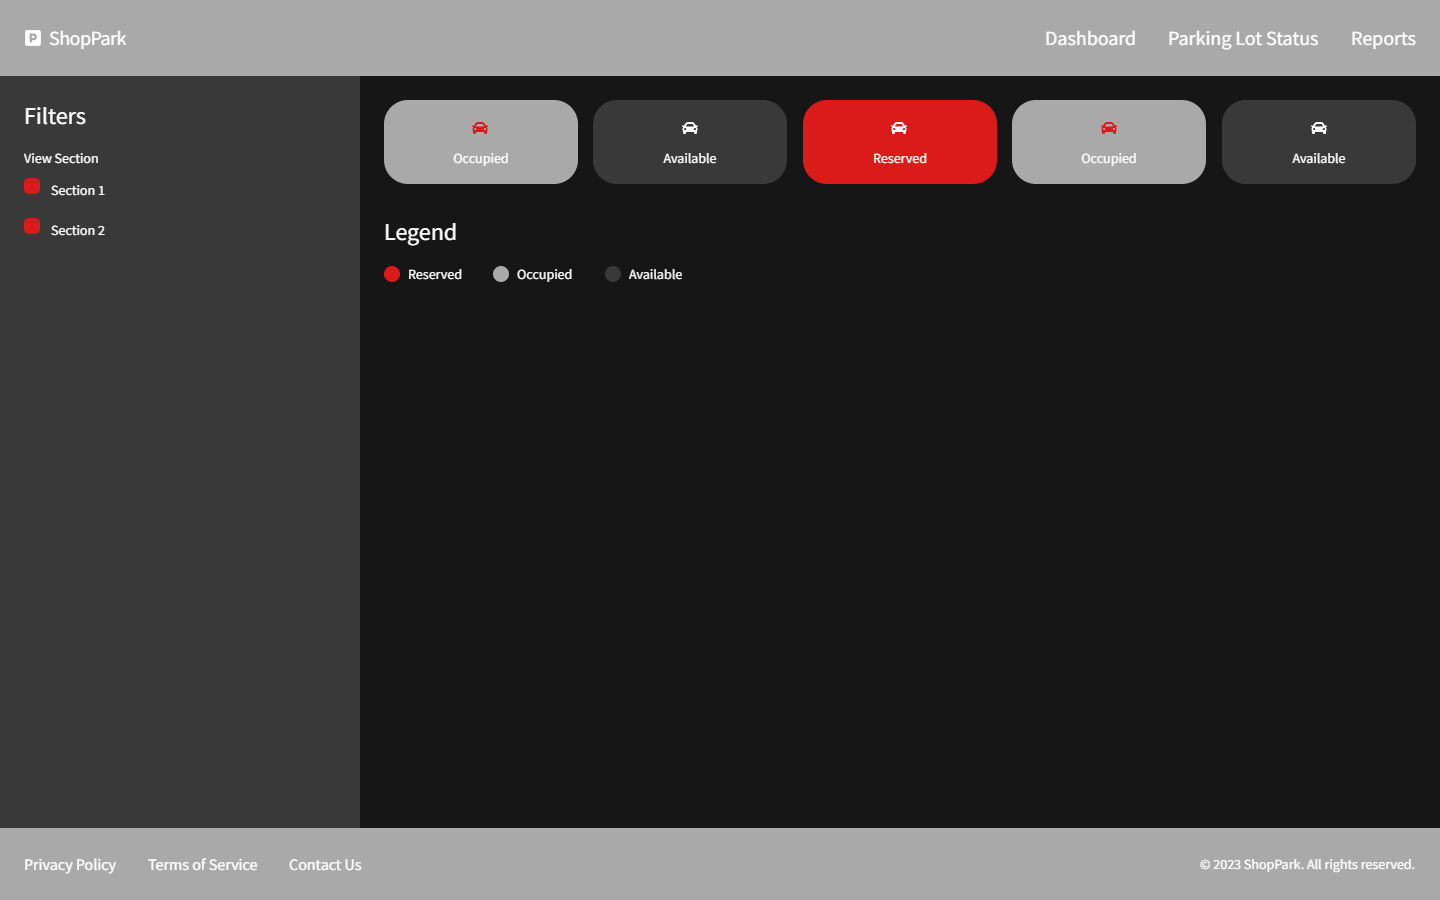 P ShopPark
Dashboard Parking Lot Status Reports
Filters
View Section
Section 1
Section 2
Occupied Available Reserved Occupied Available
Legend
Reserved Occupied Available
Privacy Policy Terms of Service Contact Us
© 2023 ShopPark. All rights reserved.